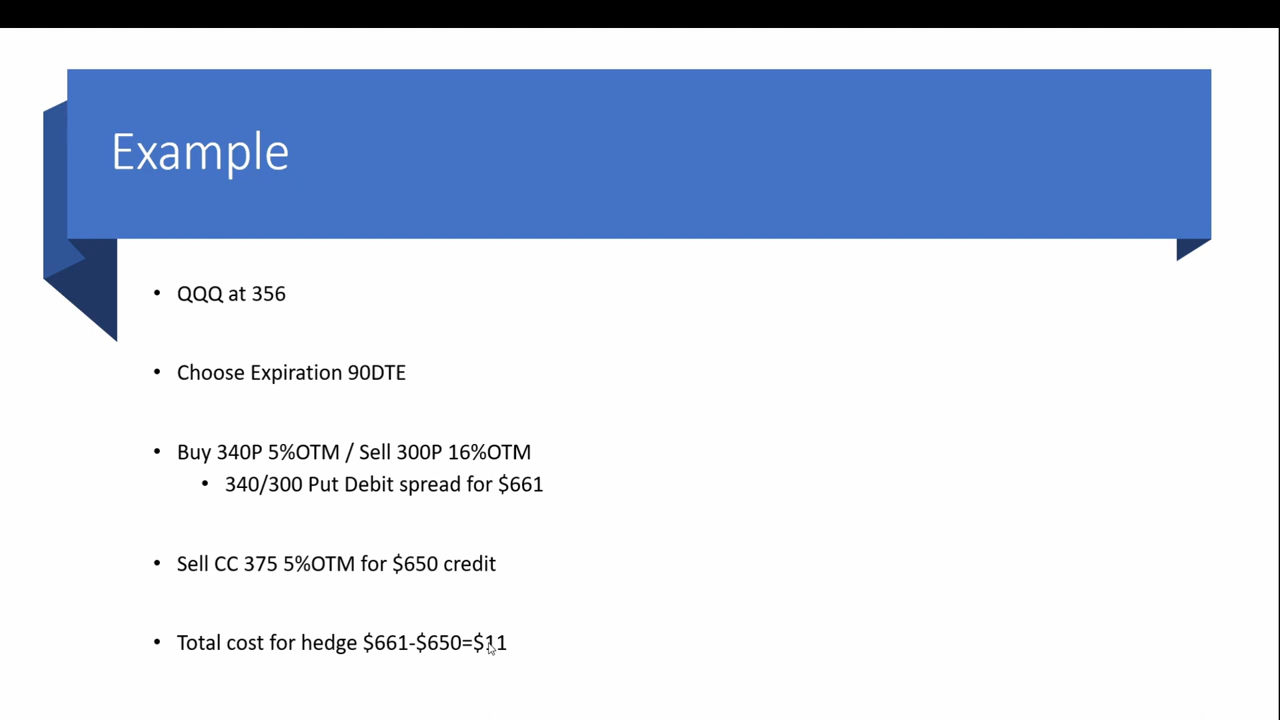 Example
• QQQ at 356
• Choose Expiration 90DTE
• Buy 340P 5%OTM / Sell 300P 16%OTM
• 340/300 Put Debit spread for $661
• Sell CC 375 5%OTM for $650 credit
• Total cost for hedge $661-$650=$11